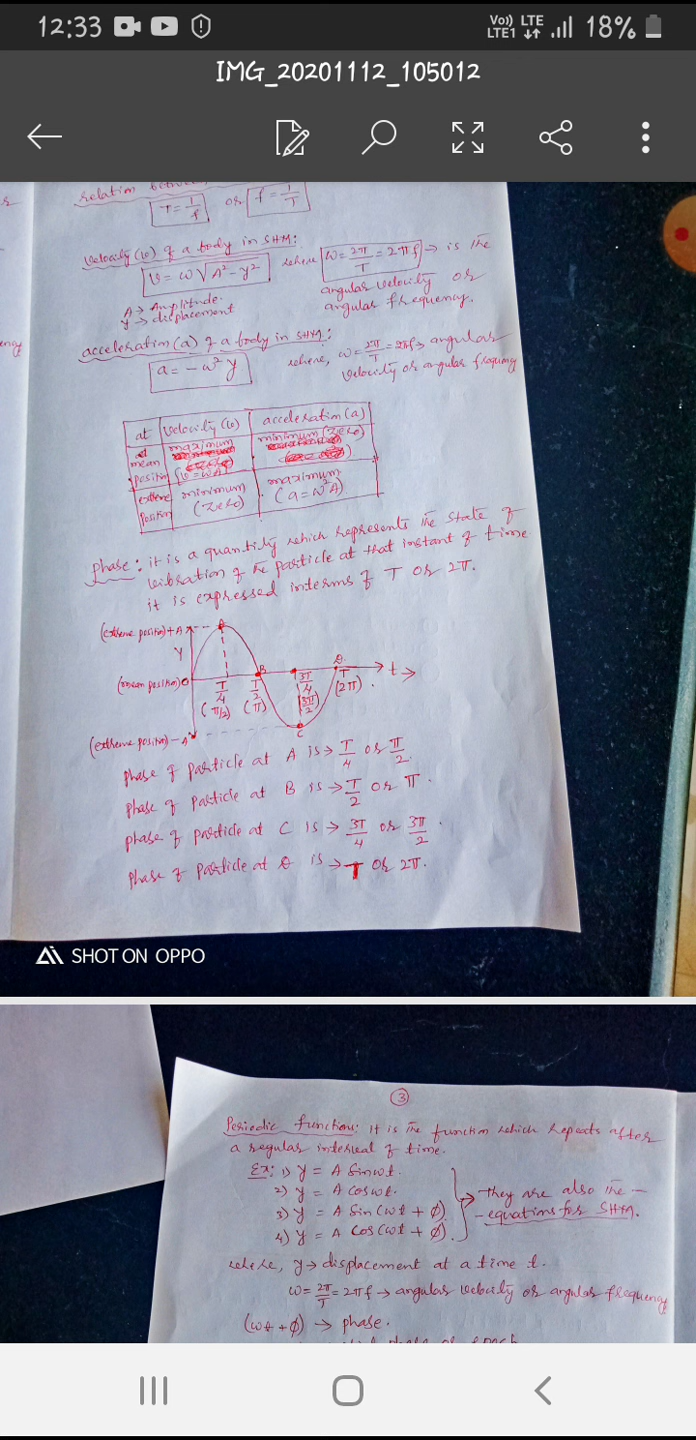 12:33
Vo)) LTE
LTE1
18%
IMG_20201112_105012
relation
T = 1/f or f = 1/T
Velocity (v) of a body in SHM:
v = ω√A²-y² where ω = 2π/T = 2πf → is the
angular velocity or
angular frequency.
A → Amplitude.
y → displacement
acceleration (a) of a body in SHM:
a = -ω²y where, ω = 2π/T = 2πf → angular
velocity or angular frequency
at velocity (v) acceleration (a)
at mean position maximum (v = ωA) minimum (zero)
extreme position minimum (zero) maximum (a = ω²A)
phase: it is a quantity which represents the state of
vibration of the particle at that instant of time
it is expressed interms of T or 2π.
(extreme position) +A A
Y
(mean position) O B D t →
T/4 T/2 3T/4 T
(π/2) (π) 3π/2 (2π).
(extreme position) -A C
phase of particle at A is → T/4 or π/2.
phase of particle at B is → T/2 or π.
phase of particle at C is → 3T/4 or 3π/2.
phase of particle at D is → T or 2π.
SHOT ON OPPO
3
Periodic function: it is the function which repeats after
a regular interval of time.
Ex: 1) y = A sinωt.
2) y = A cosωt.
3) y = A sin(ωt + ø).
4) y = A cos(ωt + ø).
→ They are also the -
- equations for SHM.
where, y → displacement at a time t.
ω = 2π/T = 2πf → angular velocity or angular frequency
(ωt + ø) → phase.